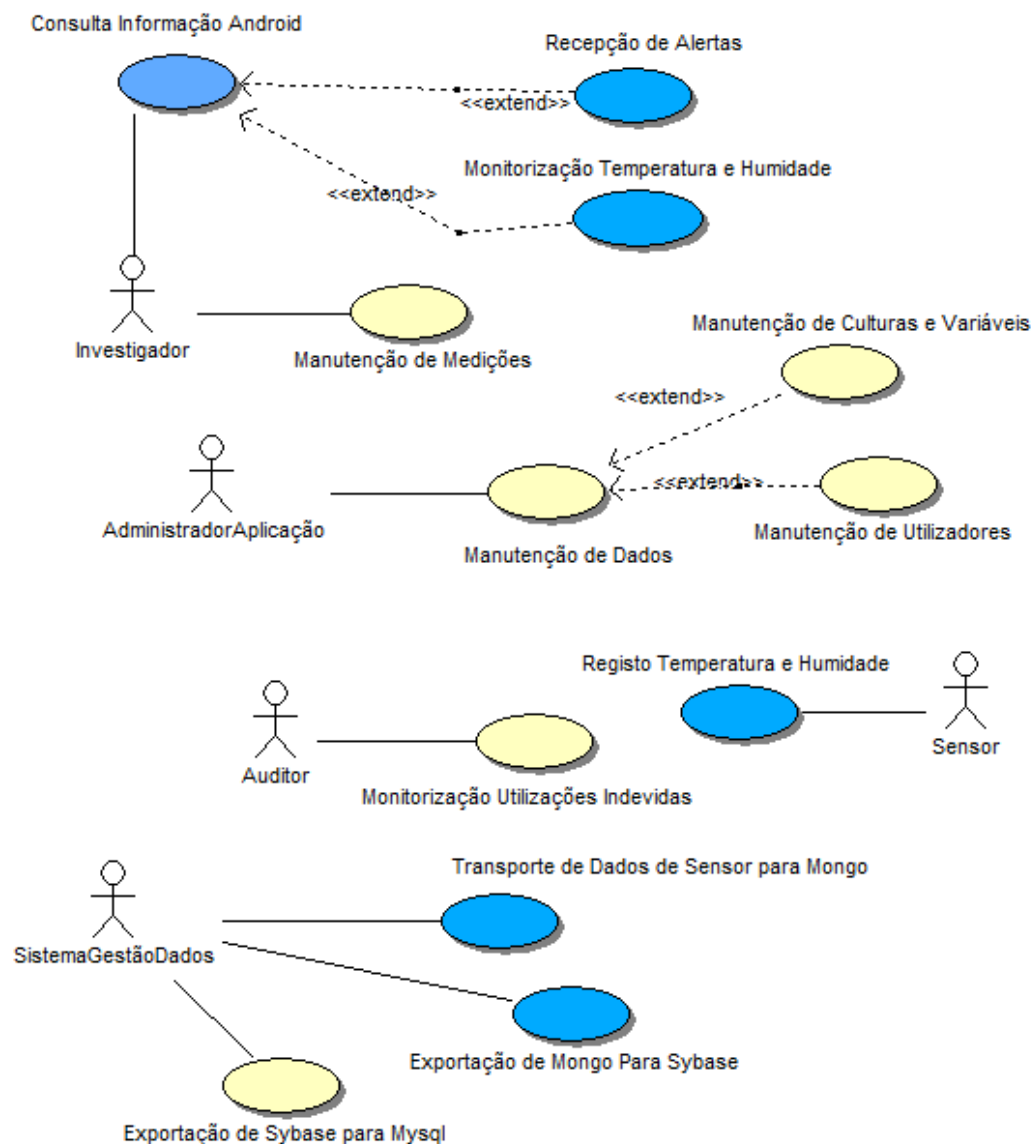 Consulta Informação Android
Recepção de Alertas
<<extend>>
Monitorização Temperatura e Humidade
<<extend>>
Investigador
Manutenção de Medições
Manutenção de Culturas e Variáveis
<<extend>>
<<extend>>
AdministradorAplicação
Manutenção de Dados
Manutenção de Utilizadores
Registo Temperatura e Humidade
Sensor
Auditor
Monitorização Utilizações Indevidas
Transporte de Dados de Sensor para Mongo
SistemaGestãoDados
Exportação de Mongo Para Sybase
Exportação de Sybase para Mysql